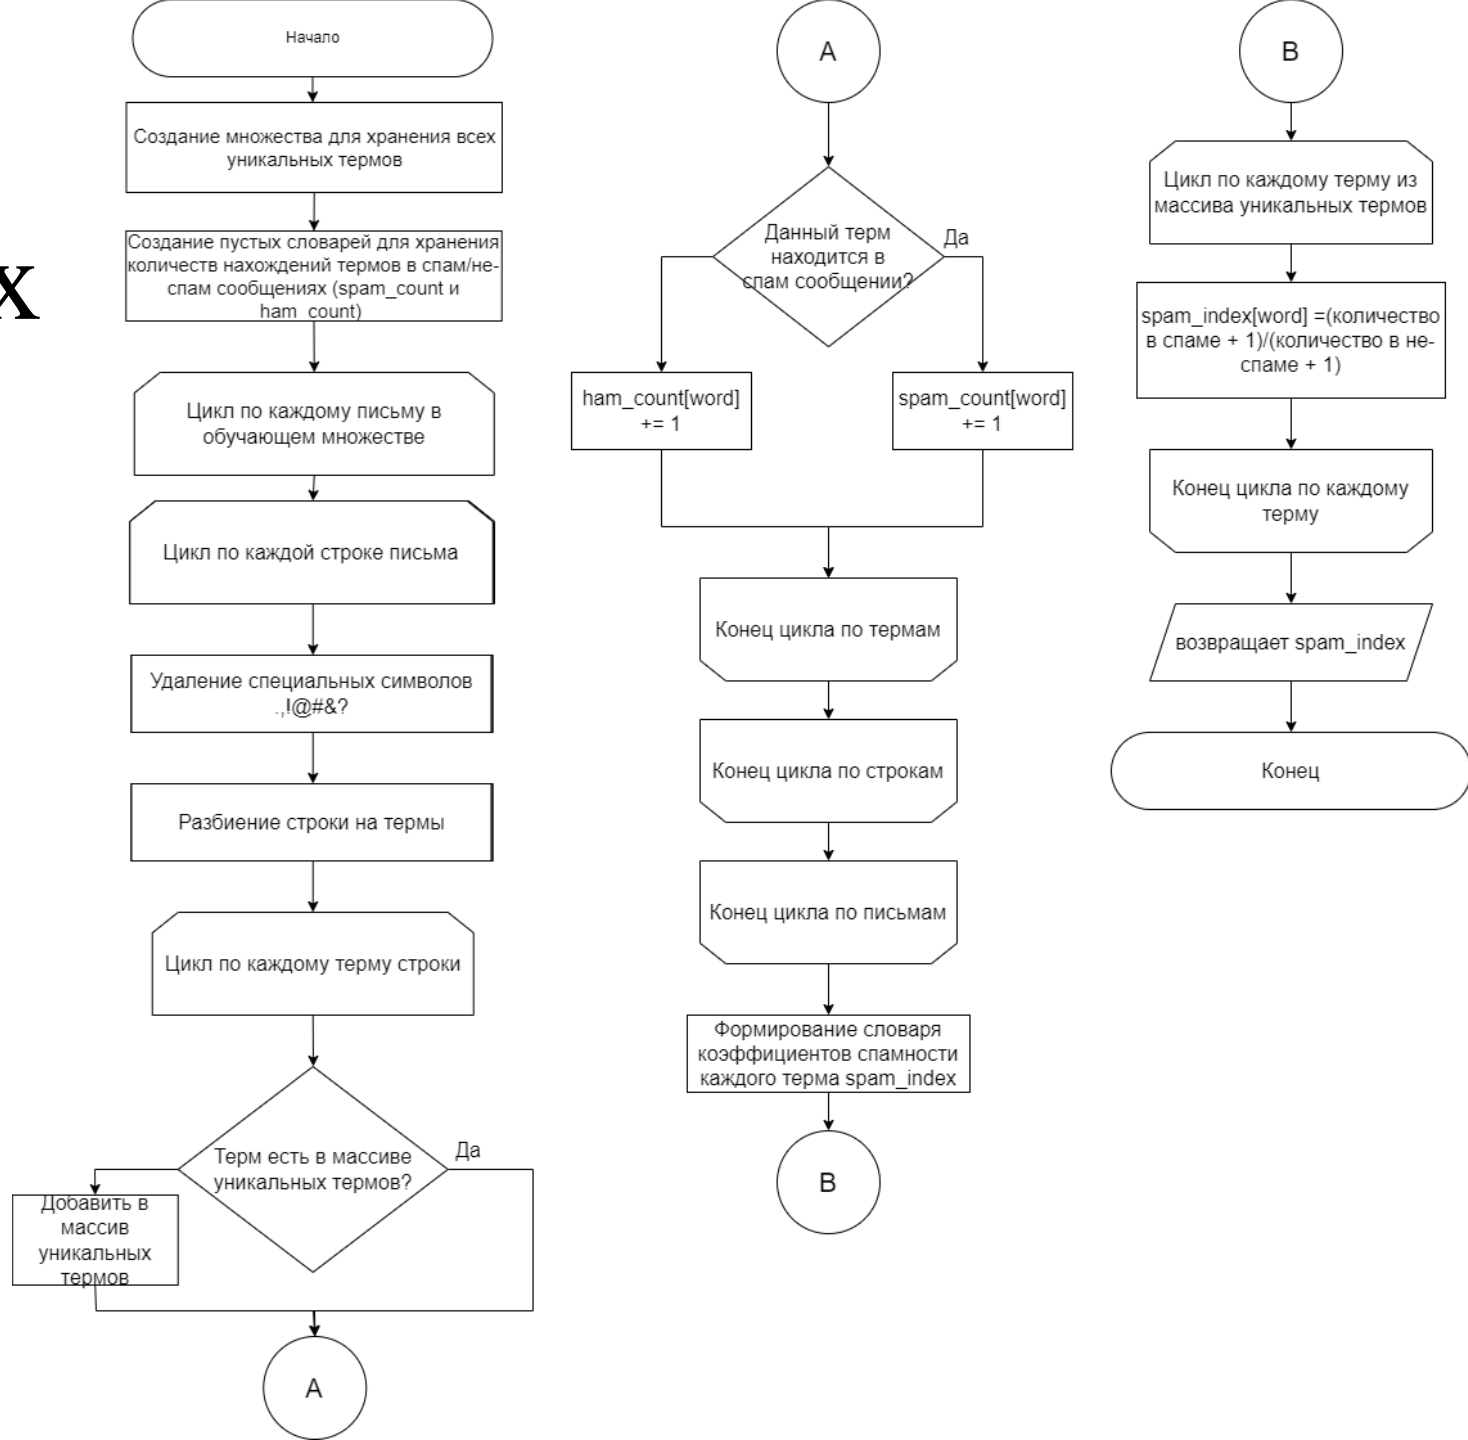 х
Начало
Создание множества для хранения всех
уникальных термов
Создание пустых словарей для хранения
количеств нахождений термов в спам/не-
спам сообщениях (spam_count и
ham_count)
Цикл по каждому письму в
обучающем множестве
Цикл по каждой строке письма
Удаление специальных символов
.,!@#&?
Разбиение строки на термы
Цикл по каждому терму строки
Терм есть в массиве
уникальных термов?
Да
Добавить в
массив
уникальных
термов
A
A
Данный терм
находится в
спам сообщении?
Да
ham_count[word]
+= 1
spam_count[word]
+= 1
Конец цикла по термам
Конец цикла по строкам
Конец цикла по письмам
Формирование словаря
коэффициентов спамности
каждого терма spam_index
B
B
Цикл по каждому терму из
массива уникальных термов
spam_index[word] =(количество
в спаме + 1)/(количество в не-
спаме + 1)
Конец цикла по каждому
терму
возвращает spam_index
Конец